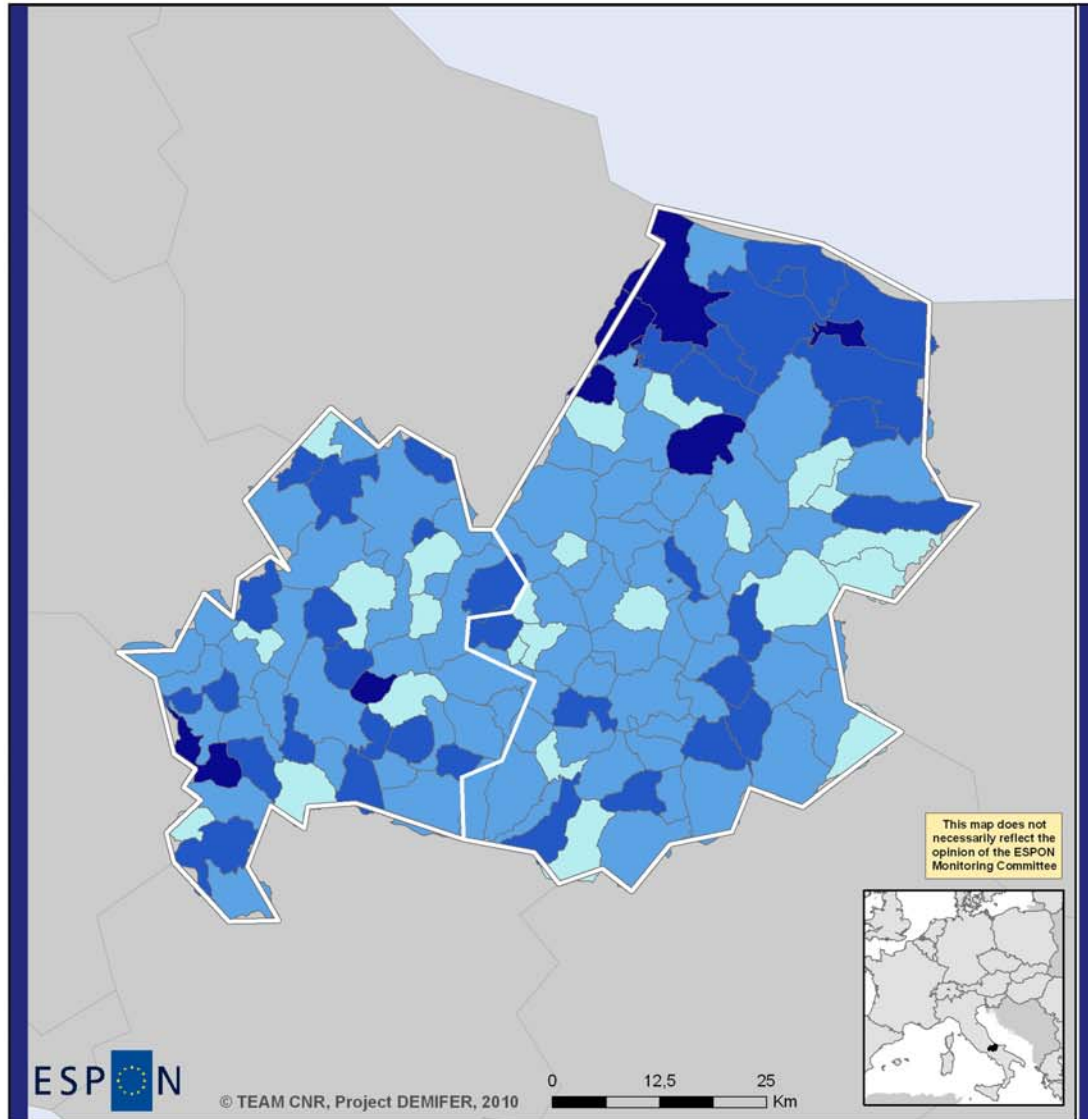 This map does not
necessarily reflect the
opinion of the ESPON
Monitoring Committee
ESPON
© TEAM CNR, Project DEMIFER, 2010
0 12,5 25
Km